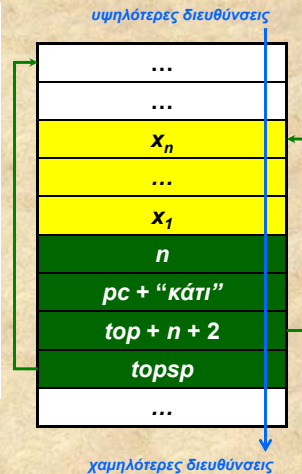 υψηλότερες διευθύνσεις
...
...
xn
...
x1
n
pc + “κάτι”
top + n + 2
topsp
...
χαμηλότερες διευθύνσεις